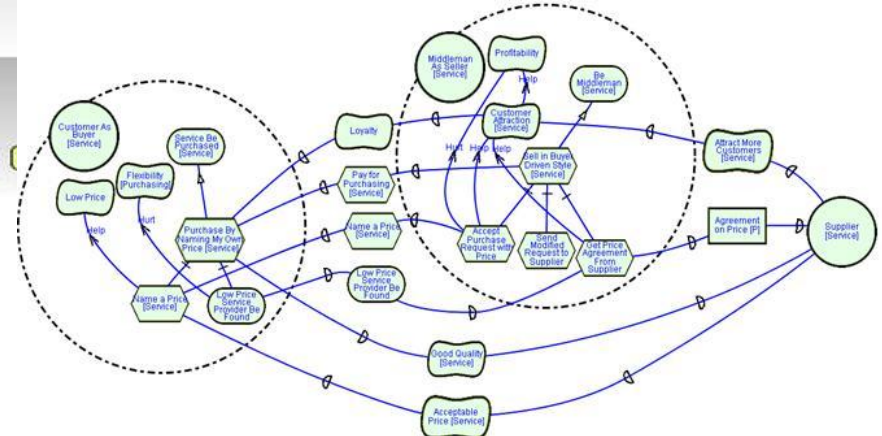 Customer As
Buyer
[Service]
Service Be
Purchased
[Service]
Flexibility
[Purchasing]
Low Price
Help
Hurt
Purchase By
Naming My Own
Price [Service]
Name a Price
[Service]
Low Price
Service
Provider Be
Found
Loyalty
Pay for
Purchasing
[Service]
Name a Price
[Service]
Low Price
Service
Provider Be
Found
Good Quality
[Service]
Acceptable
Price [Service]
Middleman
As Seller
[Service]
Profitability
Help
Be
Middleman
[Service]
Customer
Attraction
[Service]
Hurt
Help
Help
Sell in Buyer
Driven Style
[Service]
Accept
Purchase
Request with
Price
Send
Modified
Request to
Supplier
Get Price
Agreement
From
Supplier
Attract More
Customers
[Service]
Agreement
on Price [P]
Supplier
[Service]